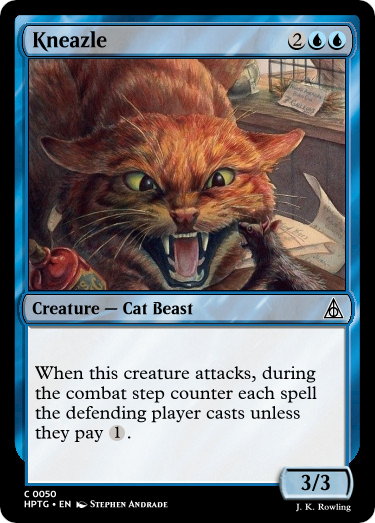 Kneazle 2
Creature — Cat Beast
When this creature attacks, during
the combat step counter each spell
the defending player casts unless
they pay 1.
3/3
C 0050
HPTG • EN Stephen Andrade
J. K. Rowling